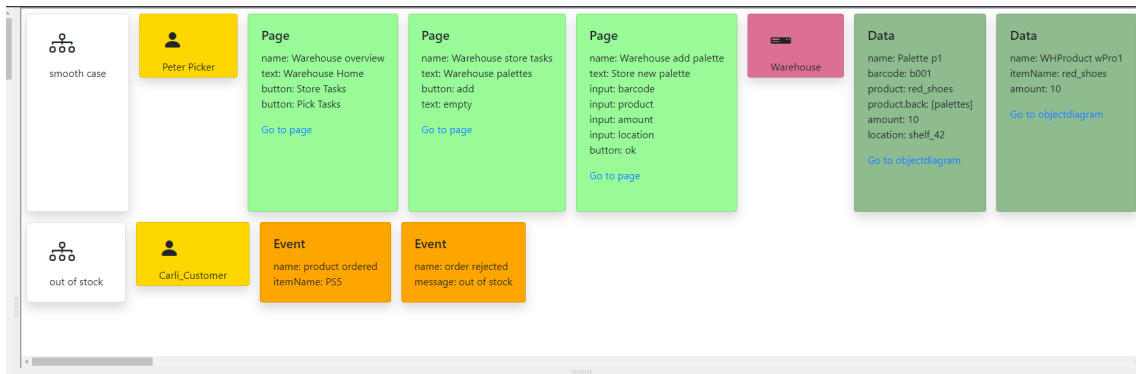 smooth case
Peter Picker
Page
name: Warehouse overview
text: Warehouse Home
button: Store Tasks
button: Pick Tasks
Go to page
Page
name: Warehouse store tasks
text: Warehouse palettes
button: add
text: empty
Go to page
Page
name: Warehouse add palette
text: Store new palette
input: barcode
input: product
input: amount
input: location
button: ok
Go to page
Warehouse
Data
name: Palette p1
barcode: b001
product: red_shoes
product.back: [palettes]
amount: 10
location: shelf_42
Go to objectdiagram
Data
name: WHProduct wPro1
itemName: red_shoes
amount: 10
Go to objectdiagram
out of stock
Carli_Customer
Event
name: product ordered
itemName: PS5
Event
name: order rejected
message: out of stock